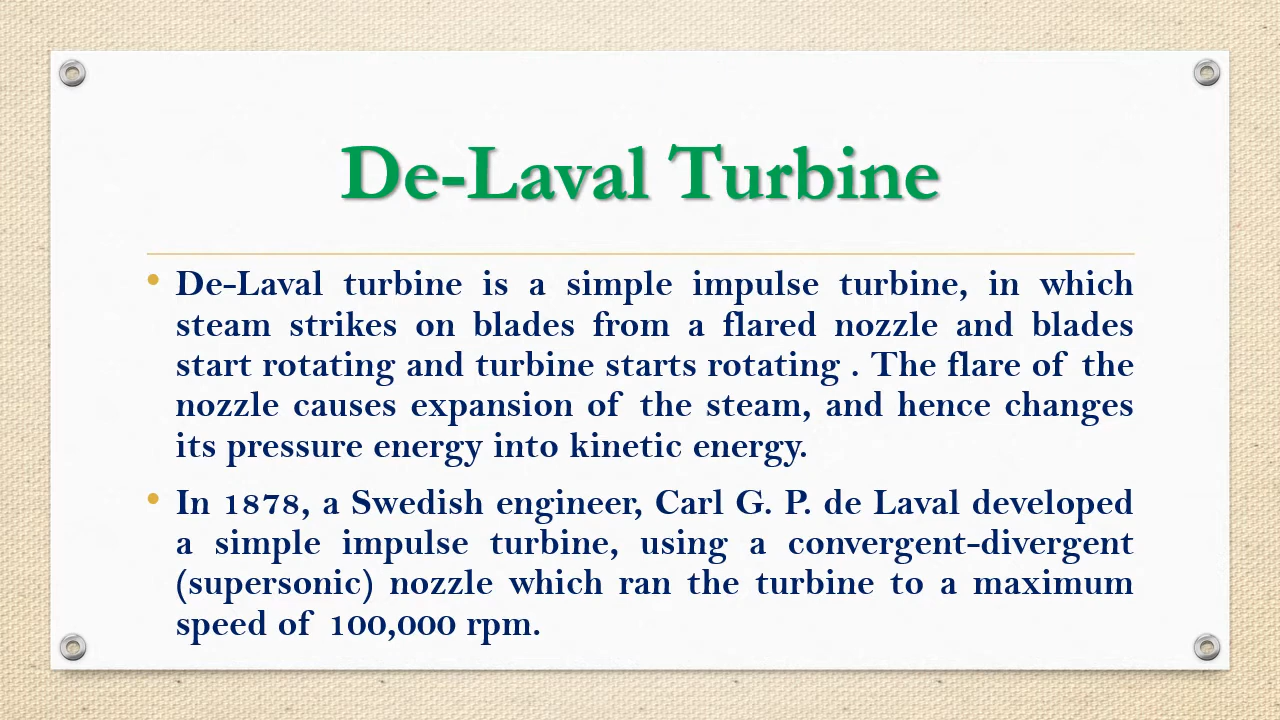 De-Laval Turbine
• De-Laval turbine is a simple impulse turbine, in which
steam strikes on blades from a flared nozzle and blades
start rotating and turbine starts rotating . The flare of the
nozzle causes expansion of the steam, and hence changes
its pressure energy into kinetic energy.
• In 1878, a Swedish engineer, Carl G. P. de Laval developed
a simple impulse turbine, using a convergent-divergent
(supersonic) nozzle which ran the turbine to a maximum
speed of 100,000 rpm.